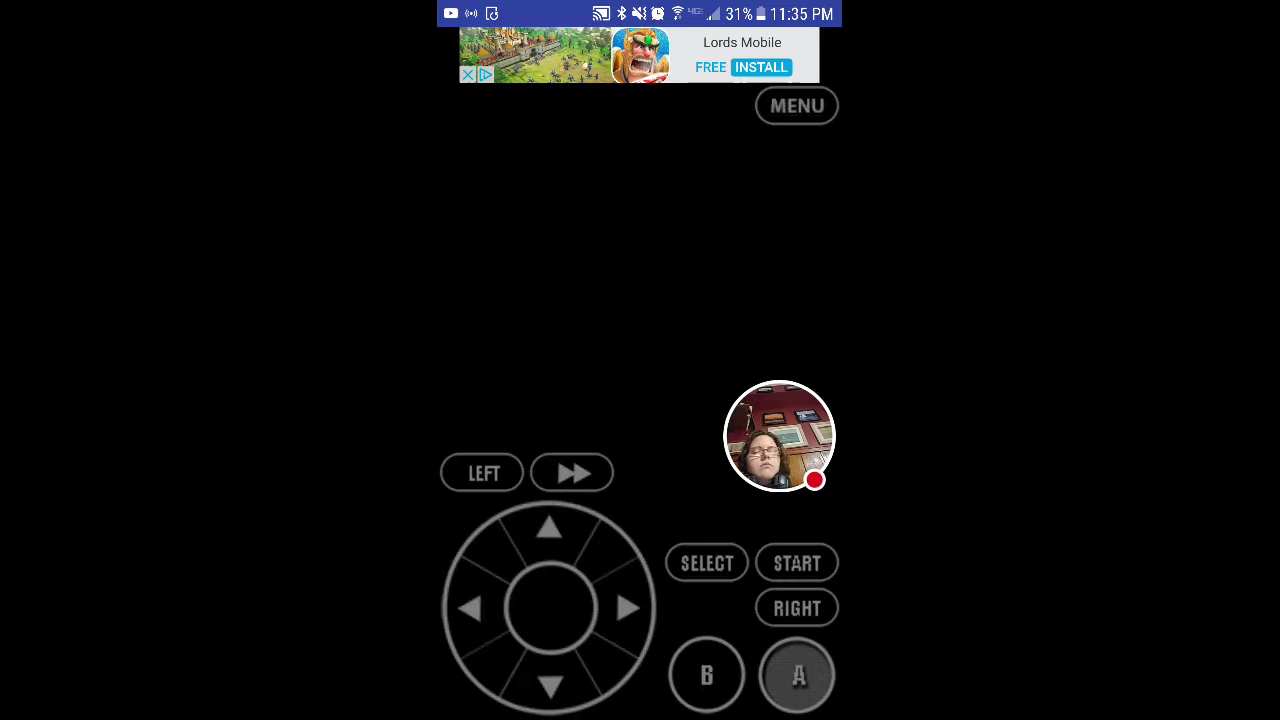 31% 11:35 PM
Lords Mobile
FREE INSTALL
MENU
LEFT
SELECT START
RIGHT
B A